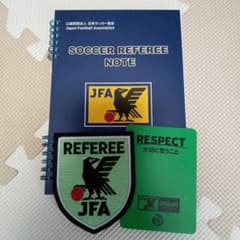 公益財団法人 日本サッカー協会
Japan Football Association
SOCCER REFEREE
NOTE
JFA
REFEREE
JFA
RESPECT
大切に思うこと